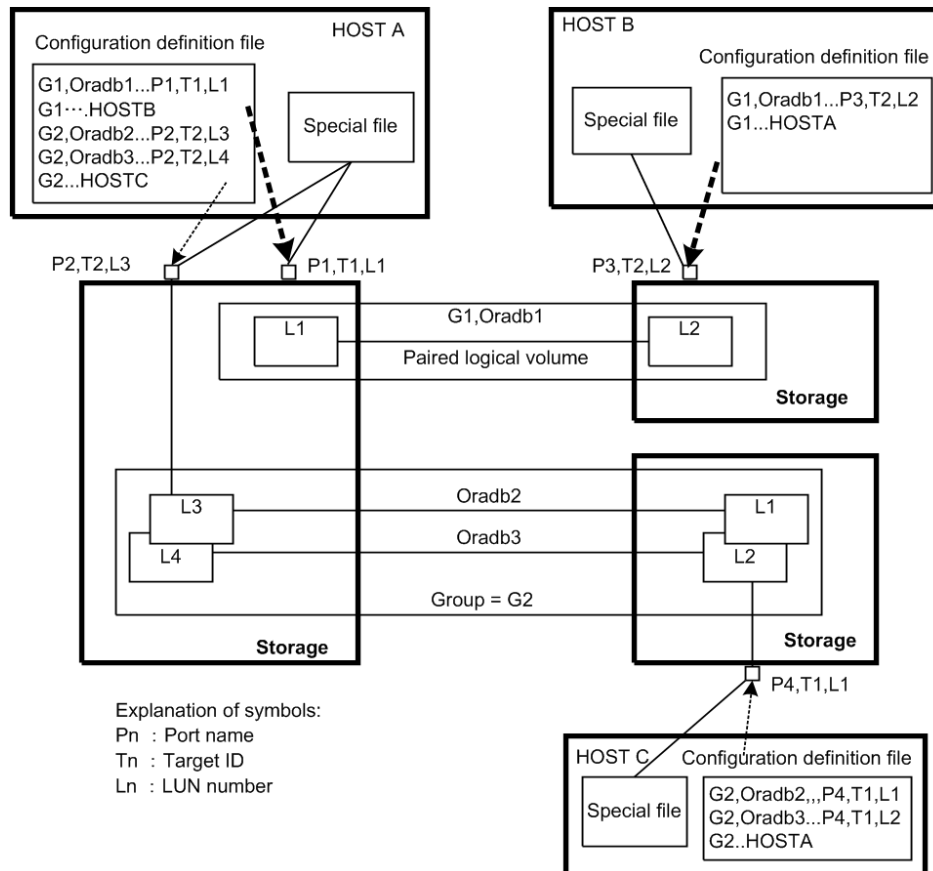 HOST A
Configuration definition file
G1,Oradb1...P1,T1,L1
G1····.HOSTB
G2,Oradb2...P2,T2,L3
G2,Oradb3...P2,T2,L4
G2...HOSTC
Special file
HOST B
Configuration definition file
G1,Oradb1...P3,T2,L2
G1...HOSTA
Special file
P2,T2,L3
P1,T1,L1
P3,T2,L2
G1,Oradb1
L1
L2
Paired logical volume
Storage
Oradb2
L3
L1
Oradb3
L4
L2
Group = G2
Storage
Storage
P4,T1,L1
Explanation of symbols:
Pn : Port name
Tn : Target ID
Ln : LUN number
HOST C
Configuration definition file
Special file
G2,Oradb2,,,P4,T1,L1
G2,Oradb3...P4,T1,L2
G2..HOSTA